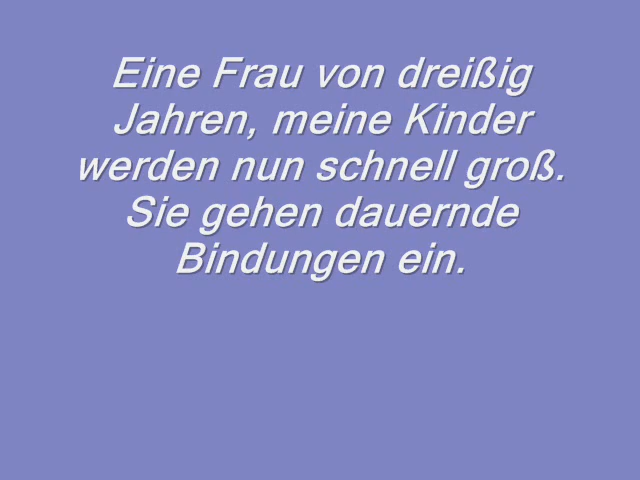 Eine Frau von dreißig
Jahren, meine Kinder
werden nun schnell groß.
Sie gehen dauernde
Bindungen ein.